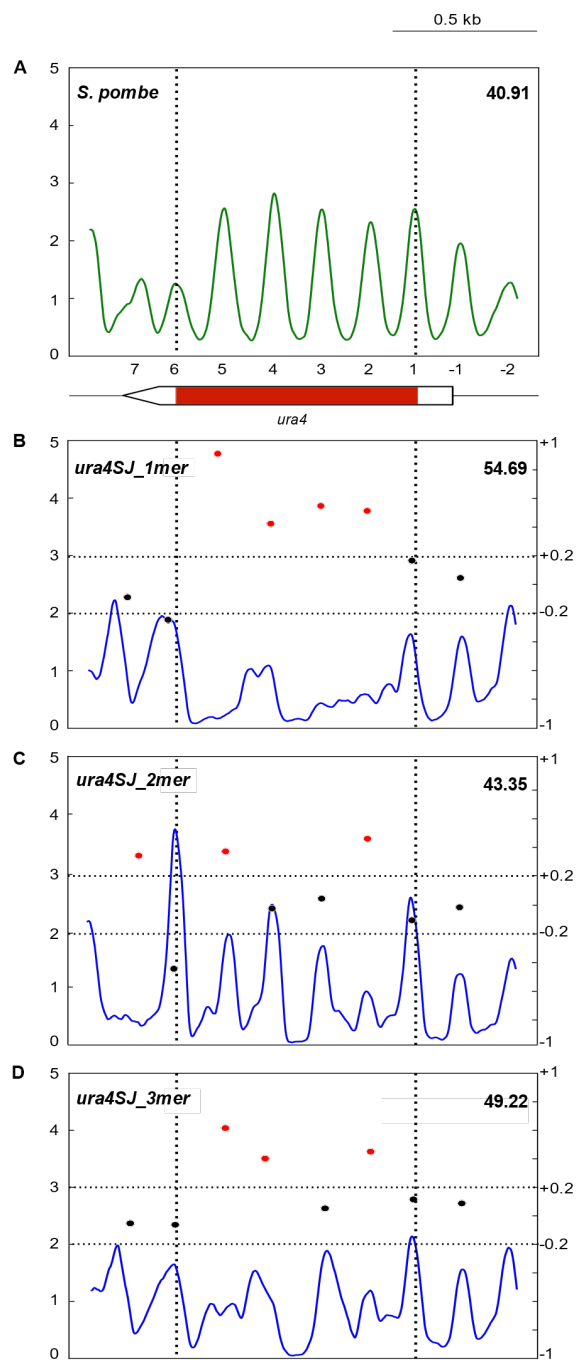 0.5 kb
A
5
S. pombe 40.91
4
3
2
1
0
7 6 5 4 3 2 1 -1 -2
ura4
B
5 +1
ura4SJ_1mer 54.69
4
3 +0.2
2 -0.2
1
0 -1
C
5 +1
ura4SJ_2mer 43.35
4
3 +0.2
2 -0.2
1
0 -1
D
5 +1
ura4SJ_3mer 49.22
4
3 +0.2
2 -0.2
1
0 -1